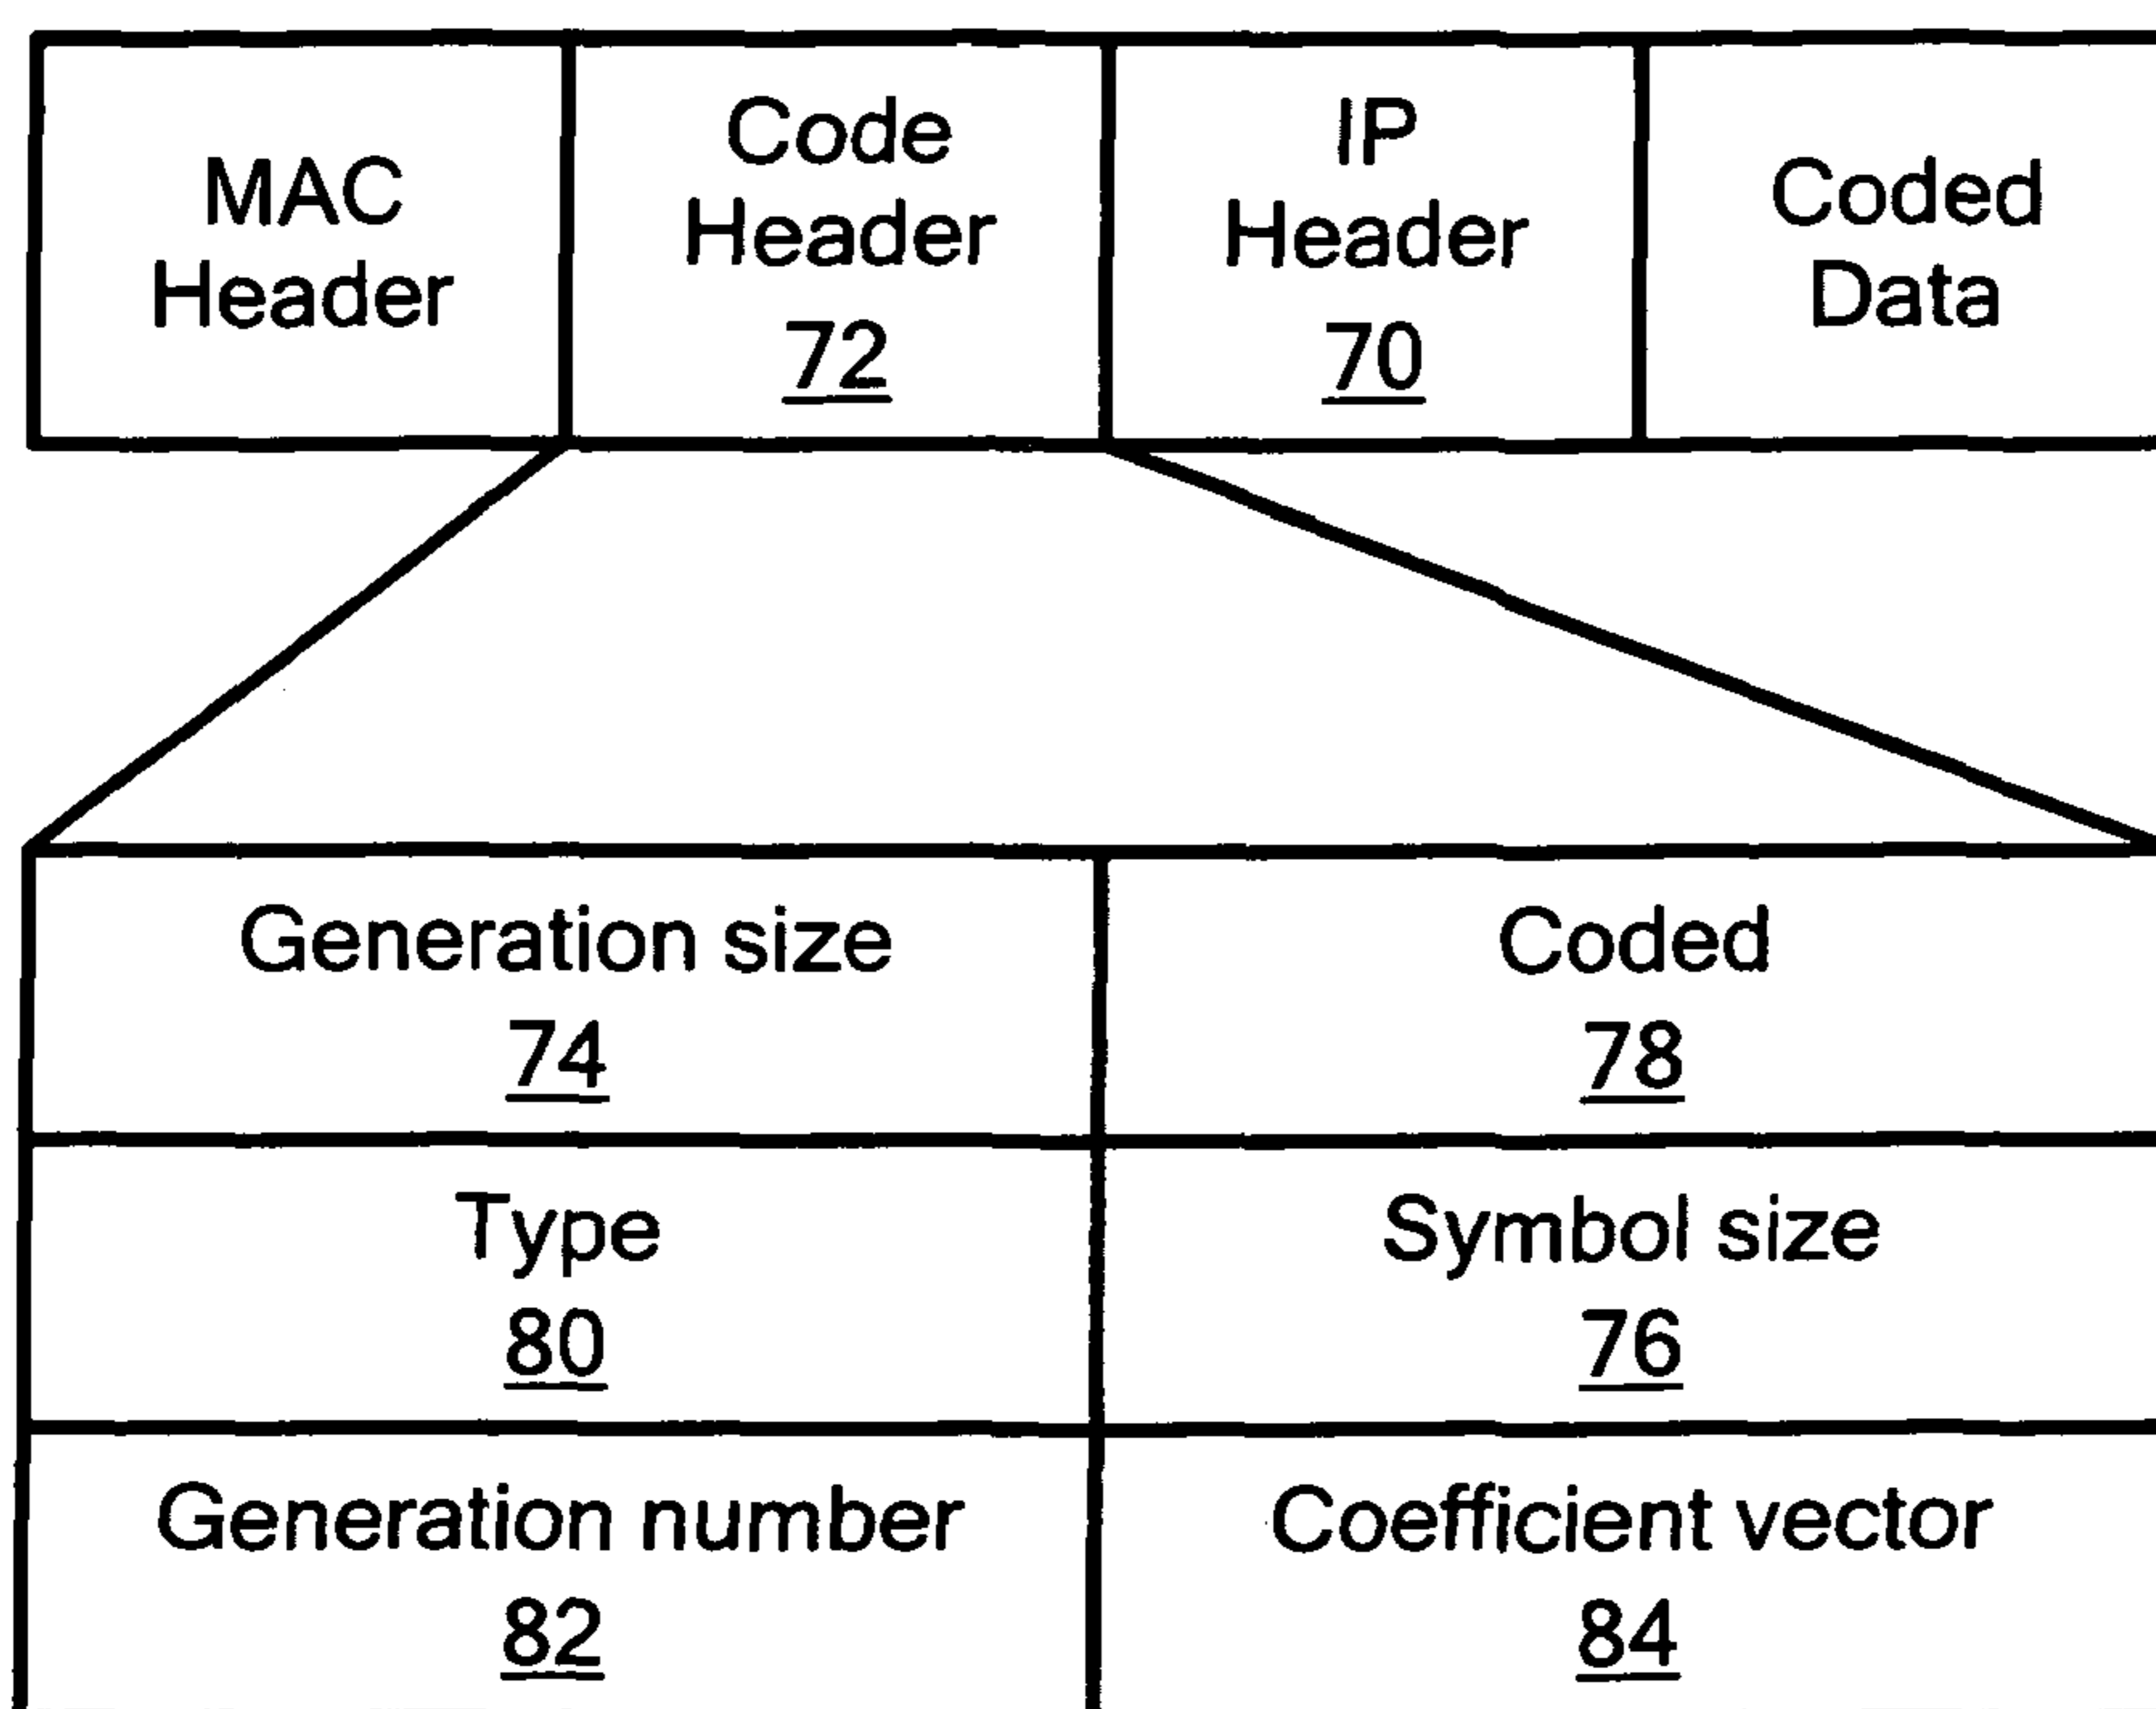 MAC
Header
Code
Header
72
IP
Header
70
Coded
Data
Generation size
74
Coded
78
Type
80
Symbol size
76
Generation number
82
Coefficient vector
84